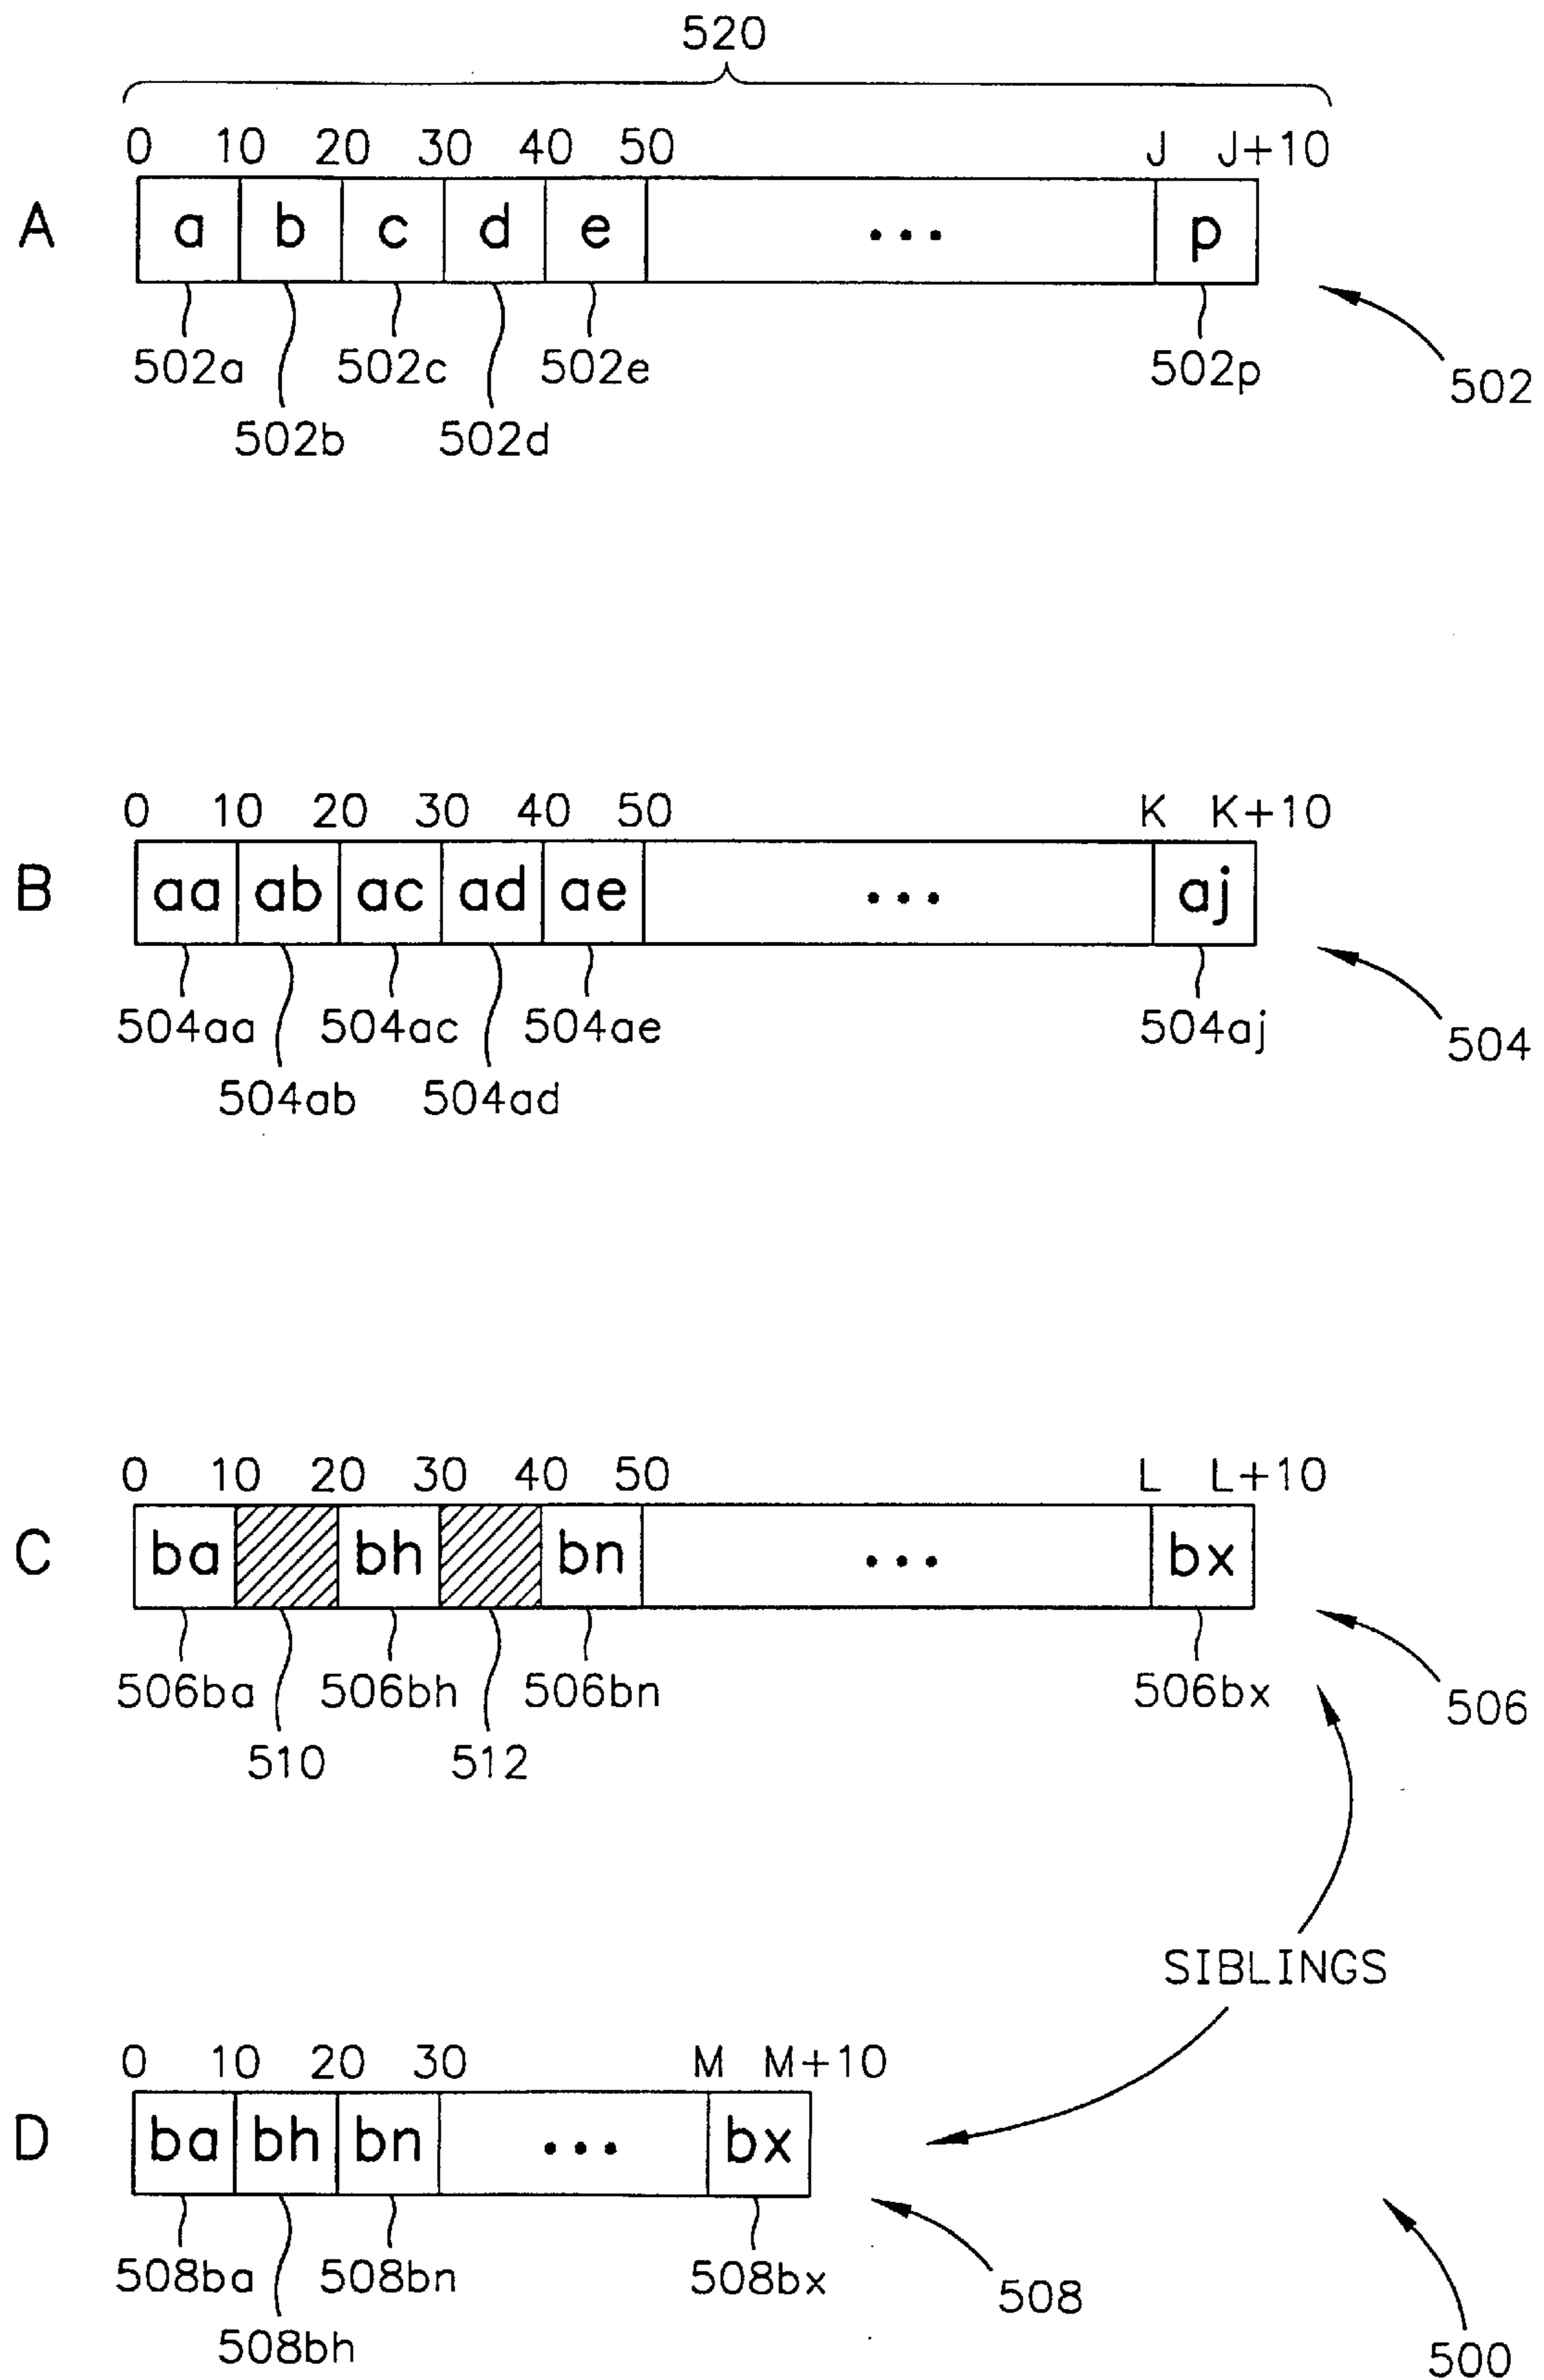 520
0 10 20 30 40 50 J J+10
A a b c d e ... p
502a 502c 502e 502p 502
502b 502d
0 10 20 30 40 50 K K+10
B aa ab ac ad ae ... aj
504aa 504ac 504ae 504aj 504
504ab 504ad
0 10 20 30 40 50 L L+10
C ba bh bn ... bx
506ba 506bh 506bn 506bx 506
510 512
SIBLINGS
0 10 20 30 M M+10
D ba bh bn ... bx
508ba 508bn 508bx 508
508bh 500